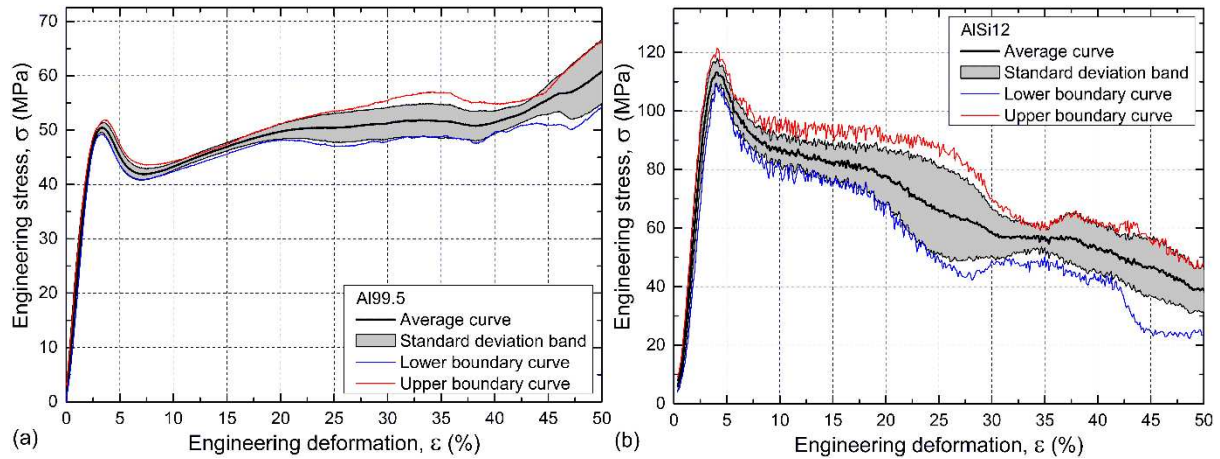 70
60
50
40
30
20
10
0
Engineering stress, σ (MPa)
Al99.5
Average curve
Standard deviation band
Lower boundary curve
Upper boundary curve
0 5 10 15 20 25 30 35 40 45 50
(a) Engineering deformation, ε (%)
120
100
80
60
40
20
0
Engineering stress, σ (MPa)
AlSi12
Average curve
Standard deviation band
Lower boundary curve
Upper boundary curve
0 5 10 15 20 25 30 35 40 45 50
(b) Engineering deformation, ε (%)